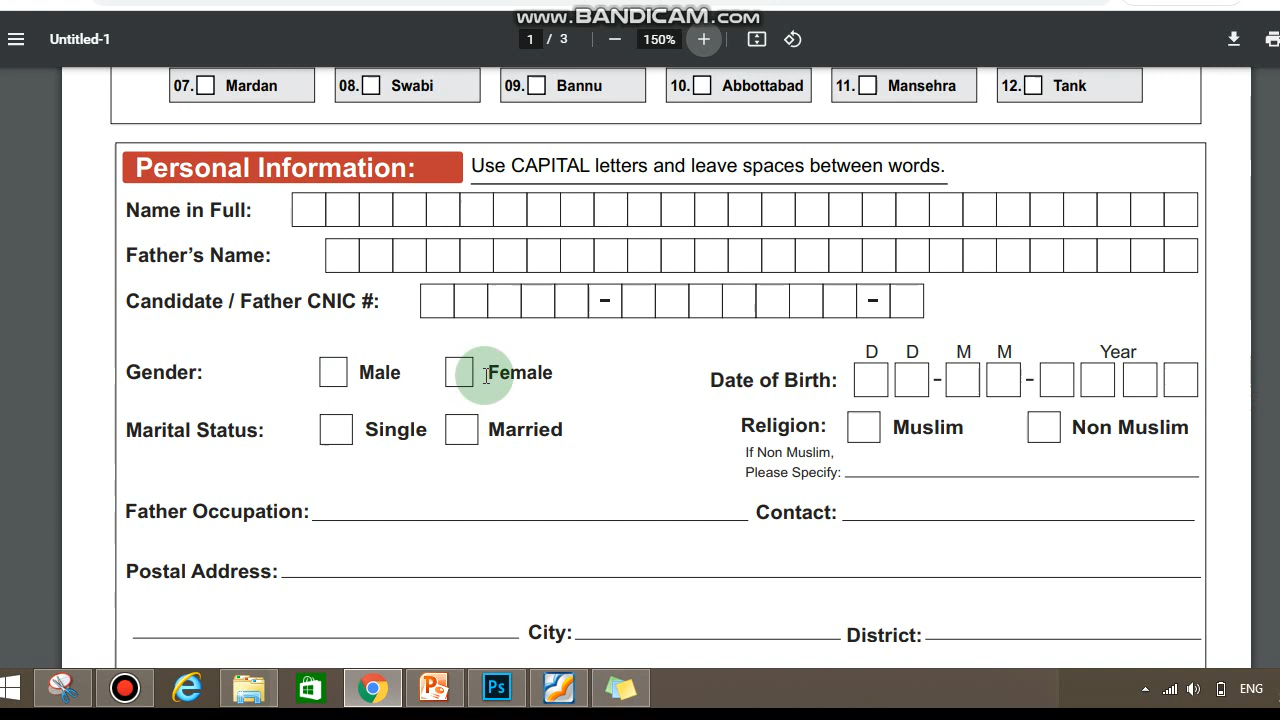 www.BANDICAM.com
Untitled-1 1 / 3 150%
07. Mardan 08. Swabi 09. Bannu 10. Abbottabad 11. Mansehra 12. Tank
Personal Information: Use CAPITAL letters and leave spaces between words.
Name in Full:
Father's Name:
Candidate / Father CNIC #: - -
D D M M Year
Gender: Male Female Date of Birth: - -
Marital Status: Single Married Religion: Muslim Non Muslim
If Non Muslim,
Please Specify:
Father Occupation: Contact:
Postal Address:
City: District:
Ps ENG